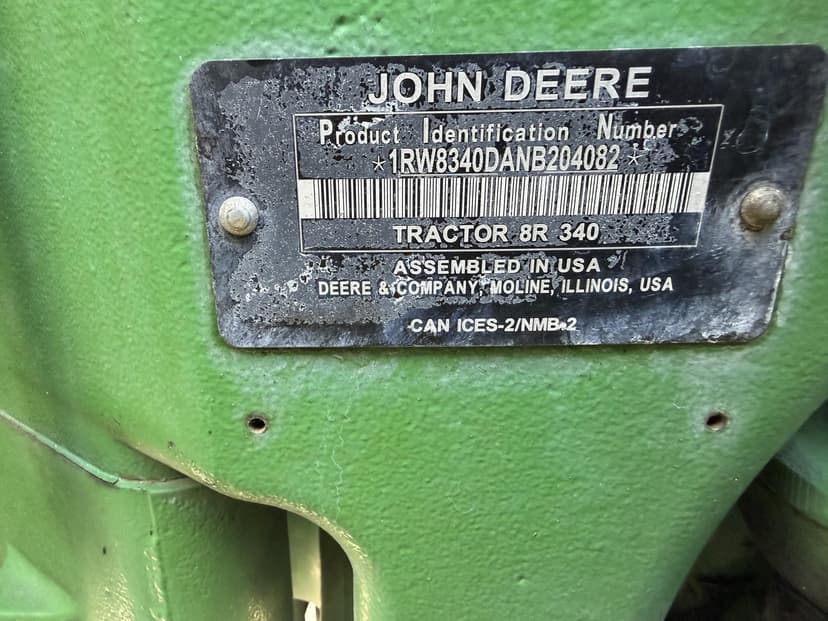 JOHN DEERE
Product Identification Number
*1RW8340DANB204082*
TRACTOR 8R 340
ASSEMBLED IN USA
DEERE & COMPANY, MOLINE, ILLINOIS, USA
CAN ICES-2/NMB-2